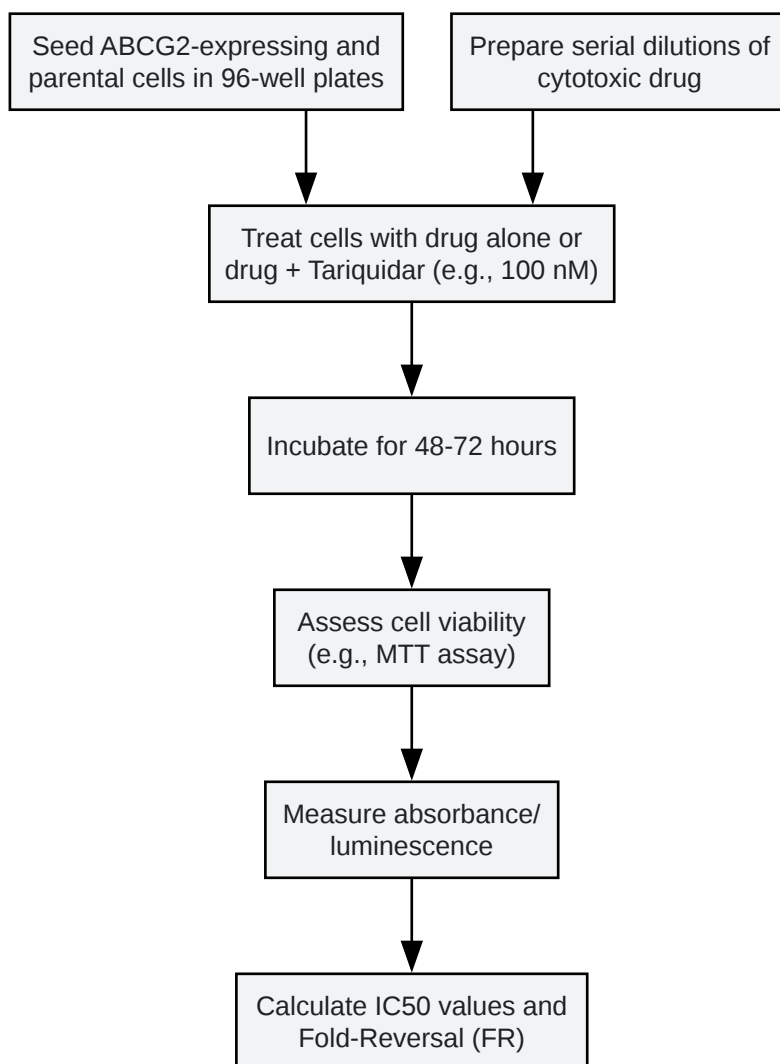 Seed ABCG2-expressing and
parental cells in 96-well plates
Prepare serial dilutions of
cytotoxic drug
Treat cells with drug alone or
drug + Tariquidar (e.g., 100 nM)
Incubate for 48-72 hours
Assess cell viability
(e.g., MTT assay)
Measure absorbance/
luminescence
Calculate IC50 values and
Fold-Reversal (FR)